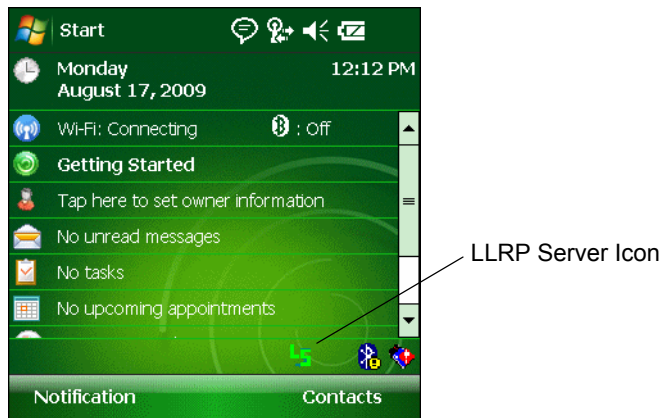 Start
Monday 12:12 PM
August 17, 2009
Wi-Fi: Connecting : Off
Getting Started
Tap here to set owner information
No unread messages
LLRP Server Icon
No tasks
No upcoming appointments
LS
Notification Contacts